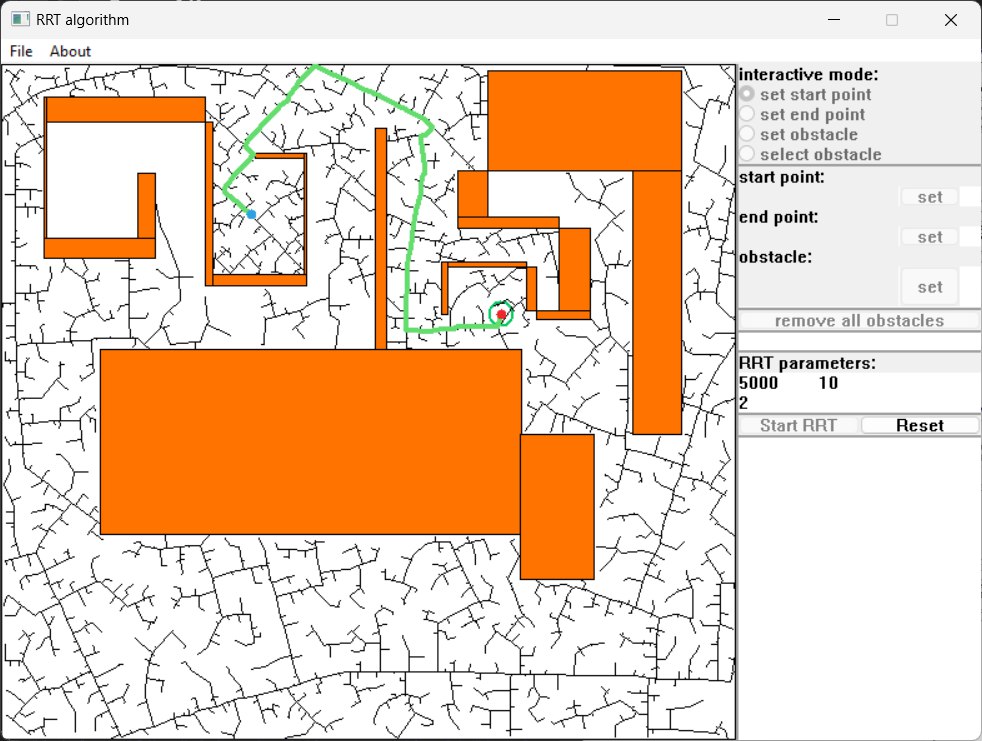 RRT algorithm
File About
interactive mode:
set start point
set end point
set obstacle
select obstacle
start point:
set
end point:
set
obstacle:
set
remove all obstacles
RRT parameters:
5000 10
2
Start RRT Reset